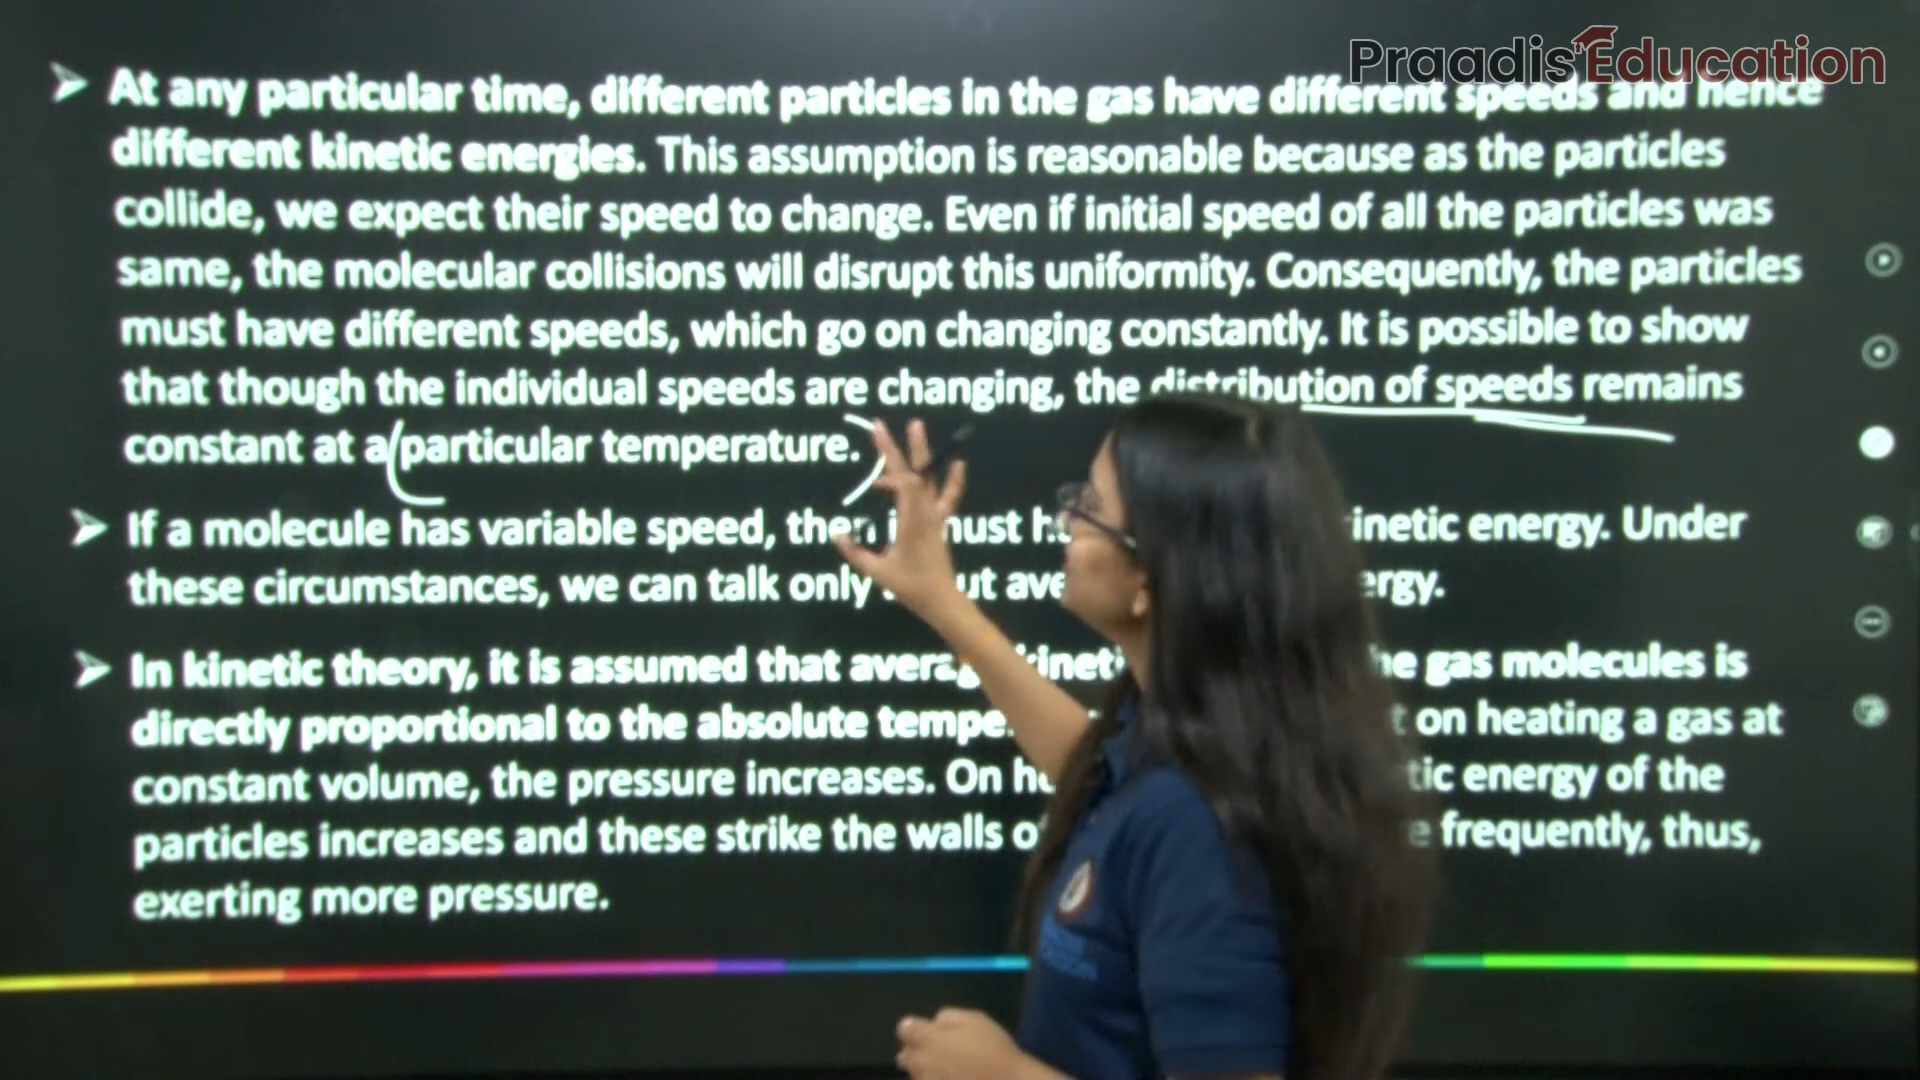 Praadis Education
At any particular time, different particles in the gas have different speeds and hence
different kinetic energies. This assumption is reasonable because as the particles
collide, we expect their speed to change. Even if initial speed of all the particles was
same, the molecular collisions will disrupt this uniformity. Consequently, the particles
must have different speeds, which go on changing constantly. It is possible to show
that though the individual speeds are changing, the distribution of speeds remains
constant at a particular temperature.
If a molecule has variable speed, then must kinetic energy. Under
these circumstances, we can talk only
In kinetic theory, it is assumed that gas molecules is
directly proportional to the absolute on heating a gas at
constant volume, the pressure increases. On energy of the
particles increases and these strike the walls frequently, thus,
exerting more pressure.